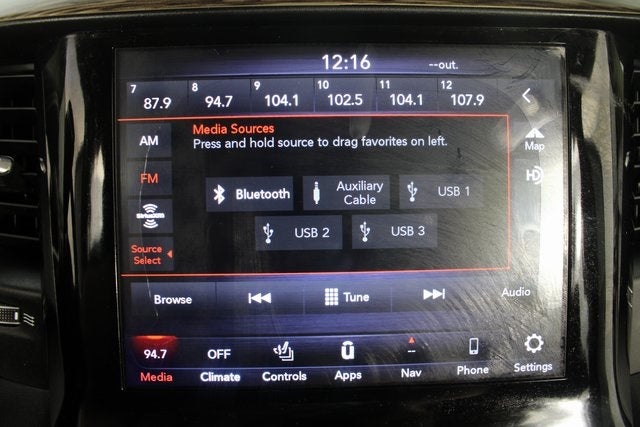 12:16 --out.
7 8 9 10 11 12
87.9 94.7 104.1 102.5 104.1 107.9
Media Sources
Press and hold source to drag favorites on left.
AM
Map
FM
HD
Bluetooth
Auxiliary
Cable
USB 1
SiriusXM
USB 2
USB 3
Source
Select
Browse
Tune
Audio
94.7 OFF --
Media Climate Controls Apps Nav Phone Settings